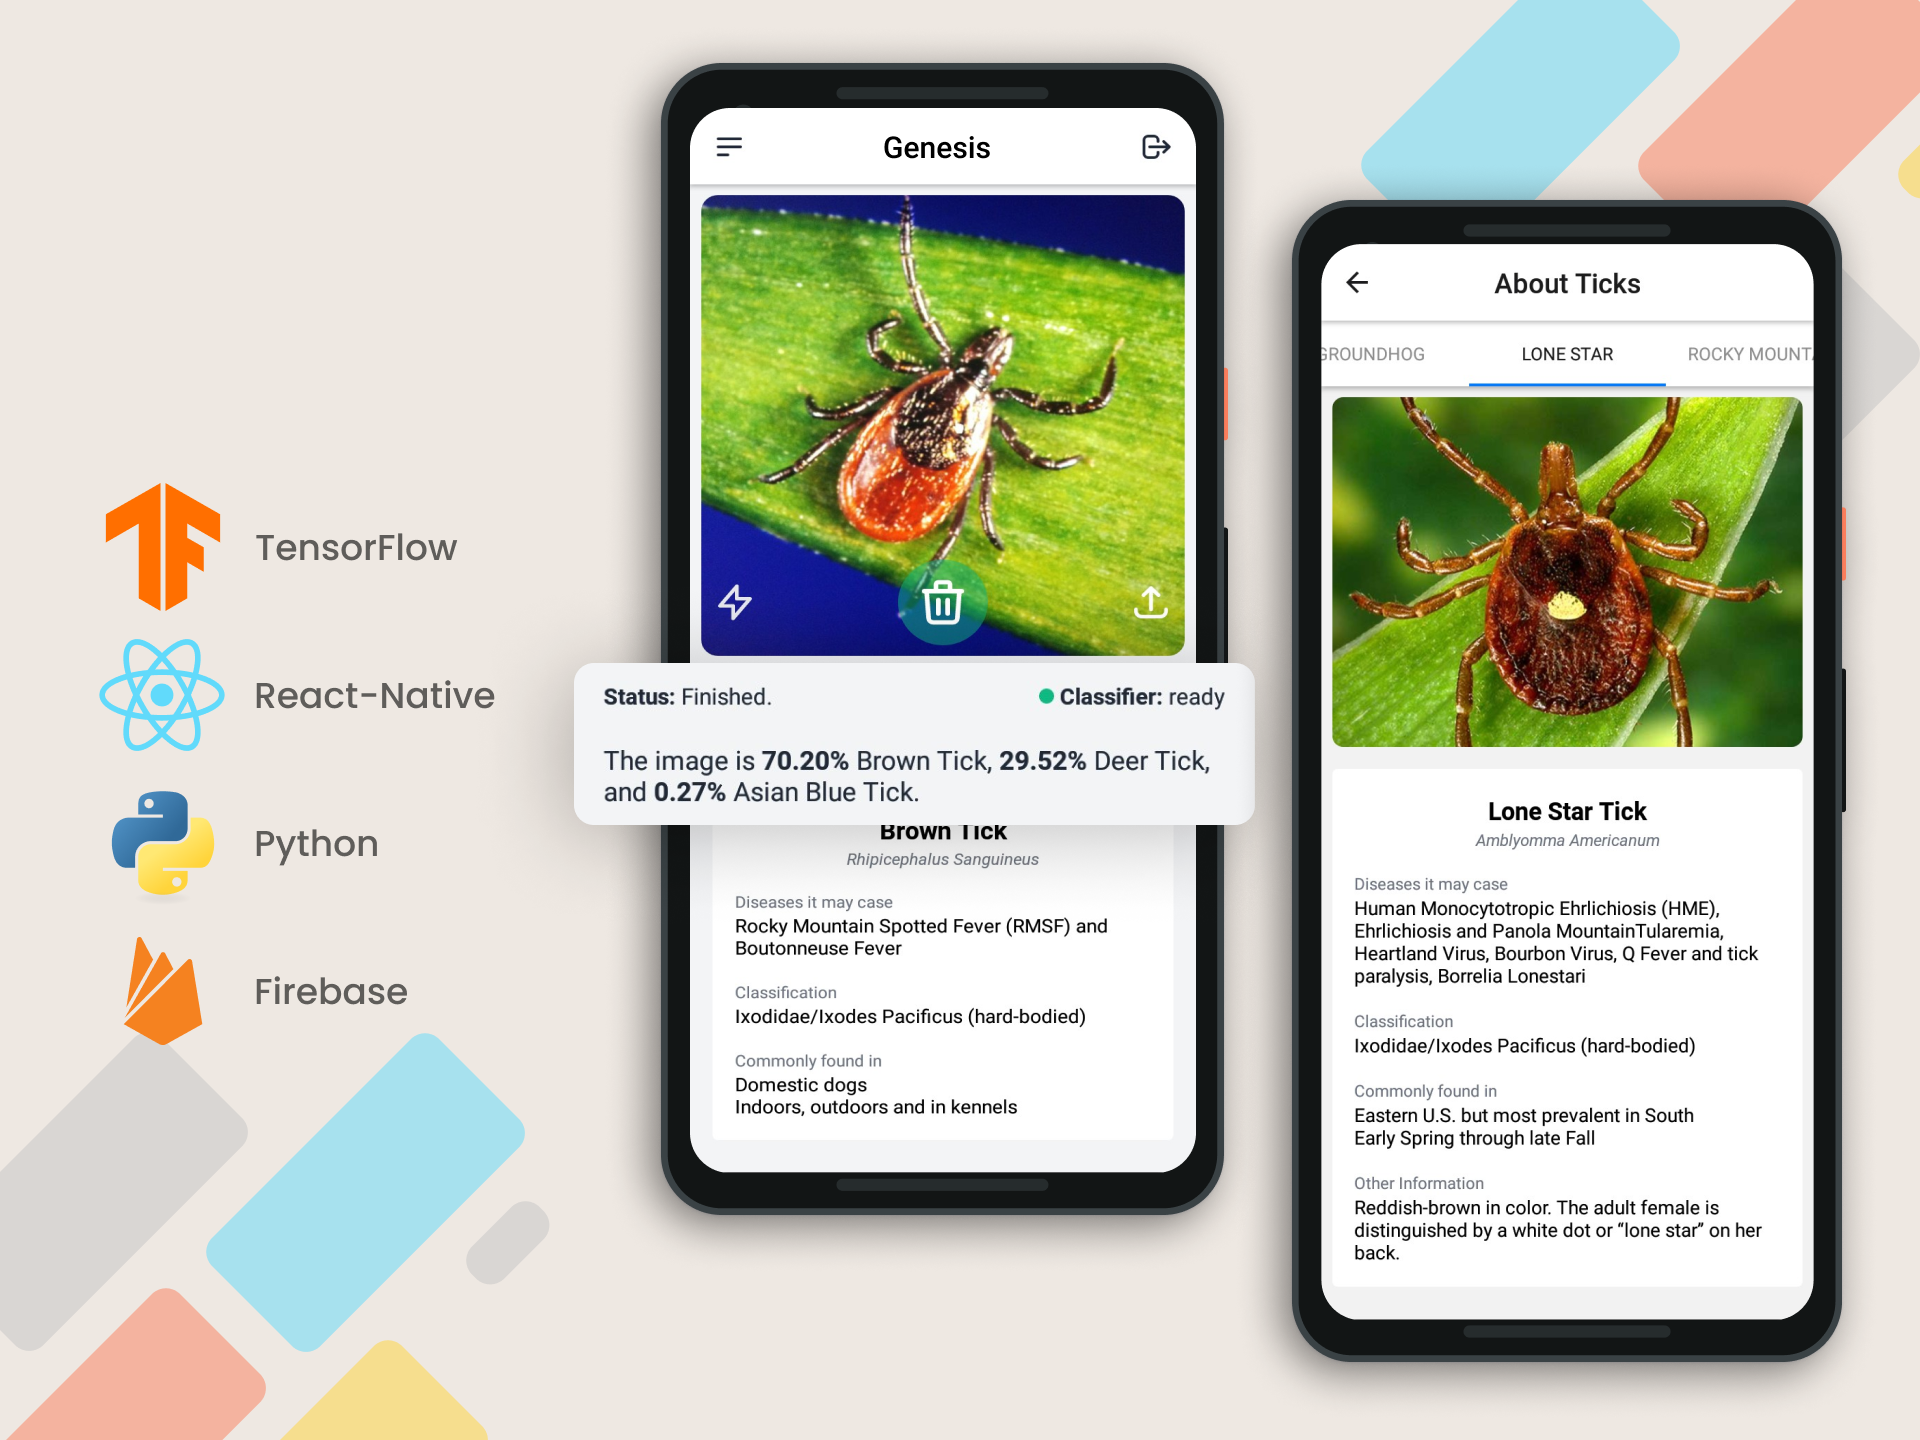 TensorFlow
React-Native
Python
Firebase
Genesis
Status: Finished.
Classifier: ready
The image is 70.20% Brown Tick, 29.52% Deer Tick,
and 0.27% Asian Blue Tick.
Brown Tick
Rhipicephalus Sanguineus
Diseases it may case
Rocky Mountain Spotted Fever (RMSF) and
Boutonneuse Fever
Classification
Ixodidae/Ixodes Pacificus (hard-bodied)
Commonly found in
Domestic dogs
Indoors, outdoors and in kennels
About Ticks
GROUNDHOG
LONE STAR
ROCKY MOUNTA
Lone Star Tick
Amblyomma Americanum
Diseases it may case
Human Monocytotropic Ehrlichiosis (HME),
Ehrlichiosis and Panola MountainTularemia,
Heartland Virus, Bourbon Virus, Q Fever and tick
paralysis, Borrelia Lonestari
Classification
Ixodidae/Ixodes Pacificus (hard-bodied)
Commonly found in
Eastern U.S. but most prevalent in South
Early Spring through late Fall
Other Information
Reddish-brown in color. The adult female is
distinguished by a white dot or “lone star” on her
back.